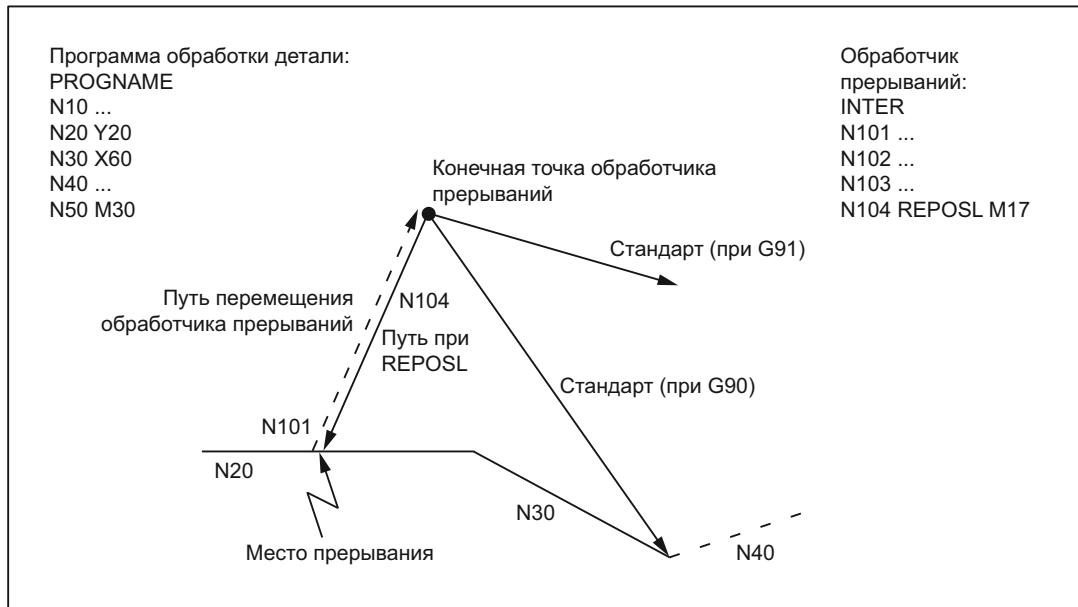 Программа обработки детали:
PROGNAME
N10 ...
N20 Y20
N30 X60
N40 ...
N50 M30
Обработчик
прерываний:
INTER
N101 ...
N102 ...
N103 ...
N104 REPOSL M17
Конечная точка обработчика
прерываний
Стандарт (при G91)
Путь перемещения
обработчика прерываний
N104
Путь при
REPOSL
Стандарт (при G90)
N101
N20
N30
Место прерывания
N40